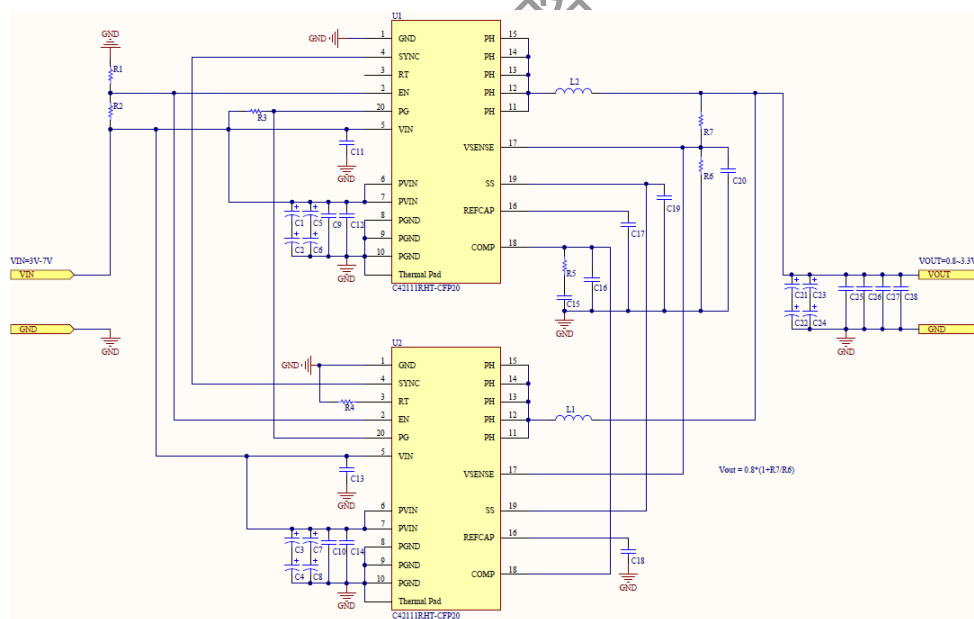 U1
GND
1 GND PH 15
4 SYNC PH 14
3 RT PH 13
2 EN PH 12
20 PG PH 11
5 VIN
VSENSE 17
6 PVIN SS 19
7 PVIN
8 PGND REFCAP 16
9 PGND
10 PGND COMP 18
Thermal Pad
C42111RHT-CFP20
GND
R1
R2
R3
C11
GND
C1 C5 C9 C12
C2 C6
GND
L2
R7
R6
C20
C19
C17
R5 C16
C15
GND
VIN=3V-7V
VIN
GND
GND
VOUT=0.8~3.3V
VOUT
C21 C23 C25 C26 C27 C28
C22 C24
GND
GND
U2
GND
1 GND PH 15
4 SYNC PH 14
3 RT PH 13
2 EN PH 12
20 PG PH 11
5 VIN
VSENSE 17
6 PVIN SS 19
7 PVIN
8 PGND REFCAP 16
9 PGND
10 PGND COMP 18
Thermal Pad
C42111RHT-CFP20
R4
C13
GND
C3 C7 C10 C14
C4 C8
GND
L1
Vout = 0.8*(1+R7/R6)
C18
GND